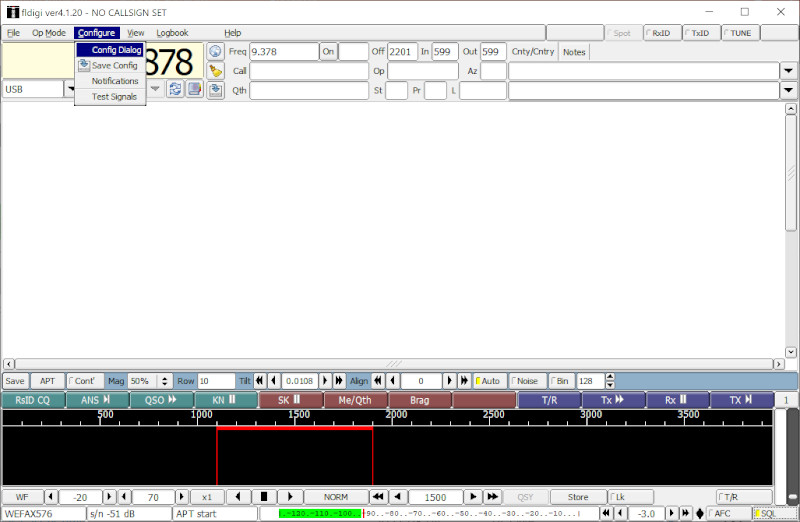 fldigi ver4.1.20 - NO CALLSIGN SET
File Op Mode Configure View Logbook Help Spot RxID TxID TUNE
Config Dialog
Save Config
Notifications
Test Signals
878 Freq 9.378 On Off 2201 In 599 Out 599 Cnty/Cntry Notes
Call Op Az
USB Qth St Pr L
Save APT Cont' Mag 50% Row 10 Tilt 0.0108 Align 0 Auto Noise Bin 128
RsID CQ ANS QSO KN SK Me/Qth Brag T/R Tx Rx TX 1
500 1000 1500 2000 2500 3000 3500
WF -20 70 x1 NORM 1500 QSY Store Lk T/R
WEFAX576 s/n -51 dB APT start -120..-110..-100..-90..-80..-70..-60..-50..-40..-30..-20..-10...| -3.0 AFC SQL